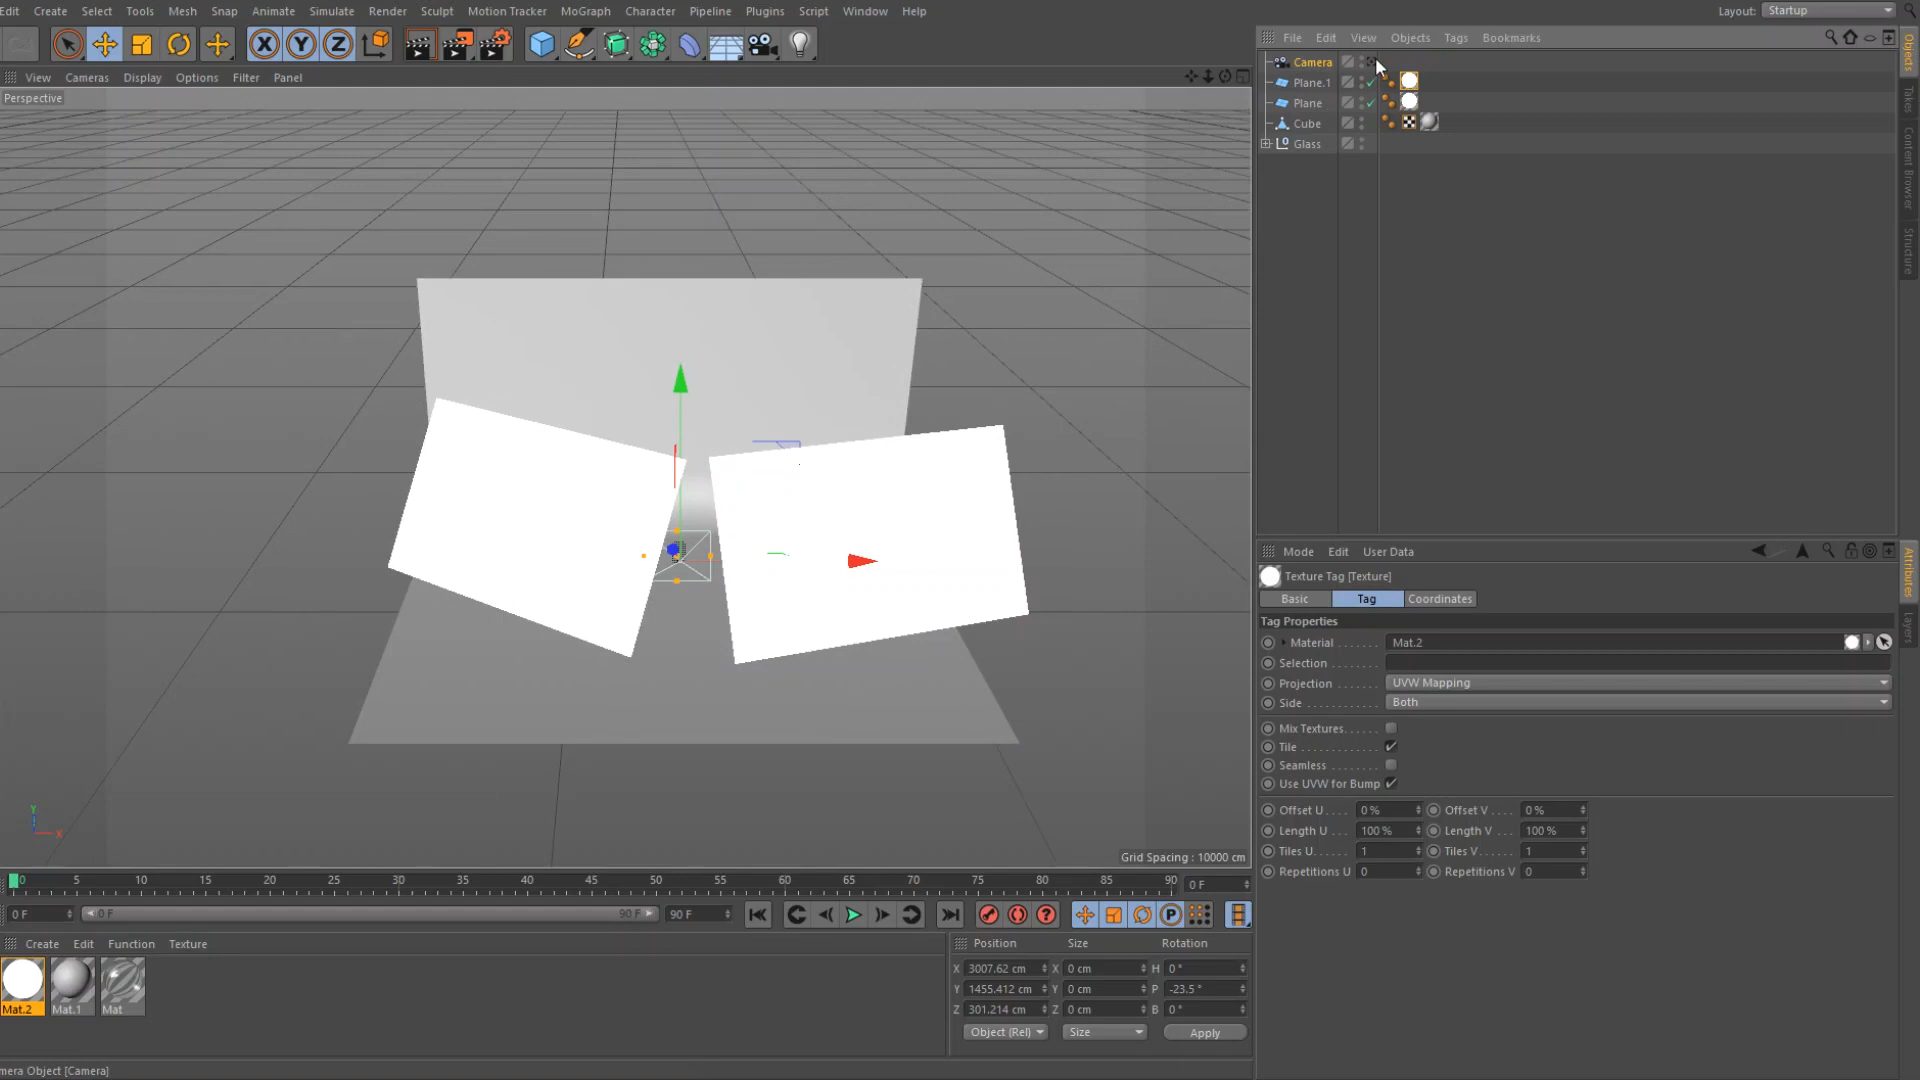 Edit Create Select Tools Mesh Snap Animate Simulate Render Sculpt Motion Tracker MoGraph Character Pipeline Plugins Script Window Help Layout: Startup
X Y Z
File Edit View Objects Tags Bookmarks
View Cameras Display Options Filter Panel
Perspective
Camera
Plane.1
Plane
Cube
Glass
Objects
Takes
Content Browser
Structure
Y
X
Grid Spacing : 10000 cm
Mode Edit User Data
Texture Tag [Texture]
Basic Tag Coordinates
Tag Properties
Material Mat.2
Selection
Projection UVW Mapping
Side Both
Mix Textures
Tile
Seamless
Use UVW for Bump
Offset U 0 % Offset V 0 %
Length U 100 % Length V 100 %
Tiles U 1 Tiles V 1
Repetitions U 0 Repetitions V 0
Attributes
Layers
0 5 10 15 20 25 30 35 40 45 50 55 60 65 70 75 80 85 90 0 F
0 F 0 F 90 F 90 F
Create Edit Function Texture
Mat.2 Mat.1 Mat
Position Size Rotation
X 3007.62 cm X 0 cm H 0 °
Y 1455.412 cm Y 0 cm P -23.5 °
Z 301.214 cm Z 0 cm B 0 °
Object (Rel) Size Apply
mera Object [Camera]